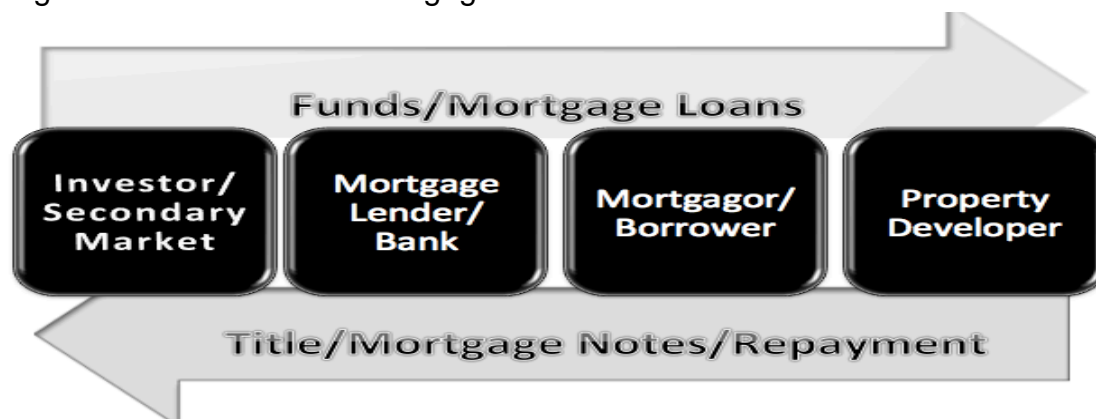 Funds/Mortgage Loans
Investor/
Secondary
Market
Mortgage
Lender/
Bank
Mortgagor/
Borrower
Property
Developer
Title/Mortgage Notes/Repayment